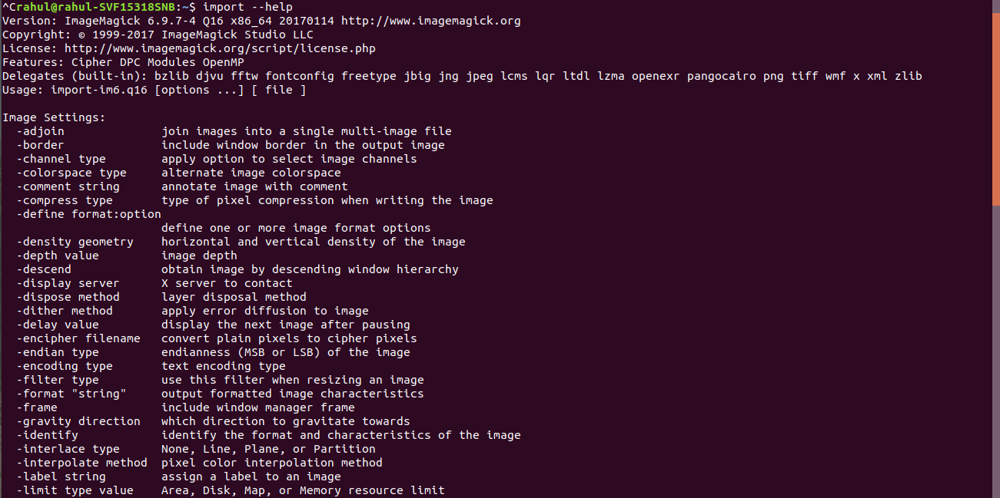 ^Crahul@rahul-SVF15318SNB:~$ import --help
Version: ImageMagick 6.9.7-4 Q16 x86_64 20170114 http://www.imagemagick.org
Copyright: © 1999-2017 ImageMagick Studio LLC
License: http://www.imagemagick.org/script/license.php
Features: Cipher DPC Modules OpenMP
Delegates (built-in): bzlib djvu fftw fontconfig freetype jbig jng jpeg lcms lqr ltdl lzma openexr pangocairo png tiff wmf x xml zlib
Usage: import-im6.q16 [options ...] [ file ]

Image Settings:
  -adjoin              join images into a single multi-image file
  -border              include window border in the output image
  -channel type        apply option to select image channels
  -colorspace type     alternate image colorspace
  -comment string      annotate image with comment
  -compress type       type of pixel compression when writing the image
  -define format:option
                       define one or more image format options
  -density geometry    horizontal and vertical density of the image
  -depth value         image depth
  -descend             obtain image by descending window hierarchy
  -display server      X server to contact
  -dispose method      layer disposal method
  -dither method       apply error diffusion to image
  -delay value         display the next image after pausing
  -encipher filename   convert plain pixels to cipher pixels
  -endian type         endianness (MSB or LSB) of the image
  -encoding type       text encoding type
  -filter type         use this filter when resizing an image
  -format "string"     output formatted image characteristics
  -frame               include window manager frame
  -gravity direction   which direction to gravitate towards
  -identify            identify the format and characteristics of the image
  -interlace type      None, Line, Plane, or Partition
  -interpolate method  pixel color interpolation method
  -label string        assign a label to an image
  -limit type value    Area, Disk, Map, or Memory resource limit